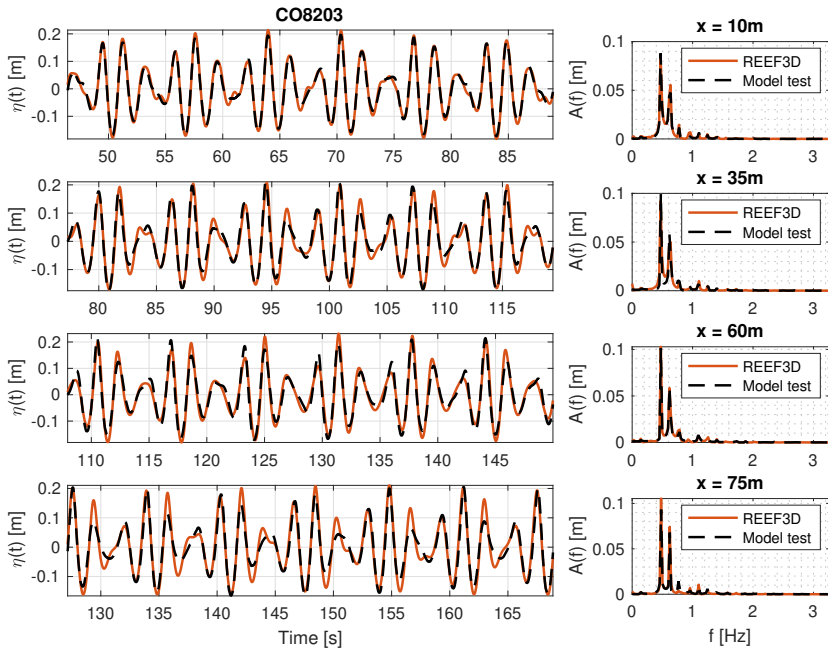 CO8203
x = 10m
0.2
0.1
0
-0.1
η(t) [m]
50 55 60 65 70 75 80 85
0.1
0.05
0
A(f) [m]
REEF3D
Model test
0 1 2 3
x = 35m
0.2
0.1
0
-0.1
η(t) [m]
80 85 90 95 100 105 110 115
0.1
0.05
0
A(f) [m]
REEF3D
Model test
0 1 2 3
x = 60m
0.2
0.1
0
-0.1
η(t) [m]
110 115 120 125 130 135 140 145
0.1
0.05
0
A(f) [m]
REEF3D
Model test
0 1 2 3
x = 75m
0.2
0.1
0
-0.1
η(t) [m]
130 135 140 145 150 155 160 165
Time [s]
0.1
0.05
0
A(f) [m]
REEF3D
Model test
0 1 2 3
f [Hz]